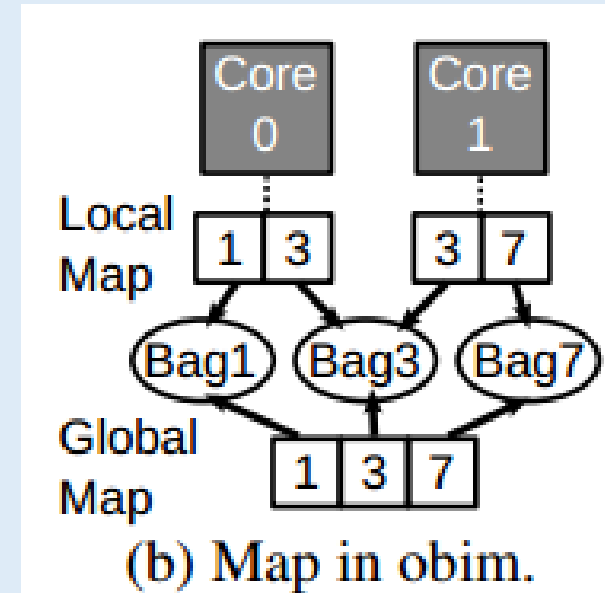 Core Core
0 1
Local
Map
1 3 3 7
Bag1 Bag3 Bag7
Global
Map
1 3 7
(b) Map in obim.